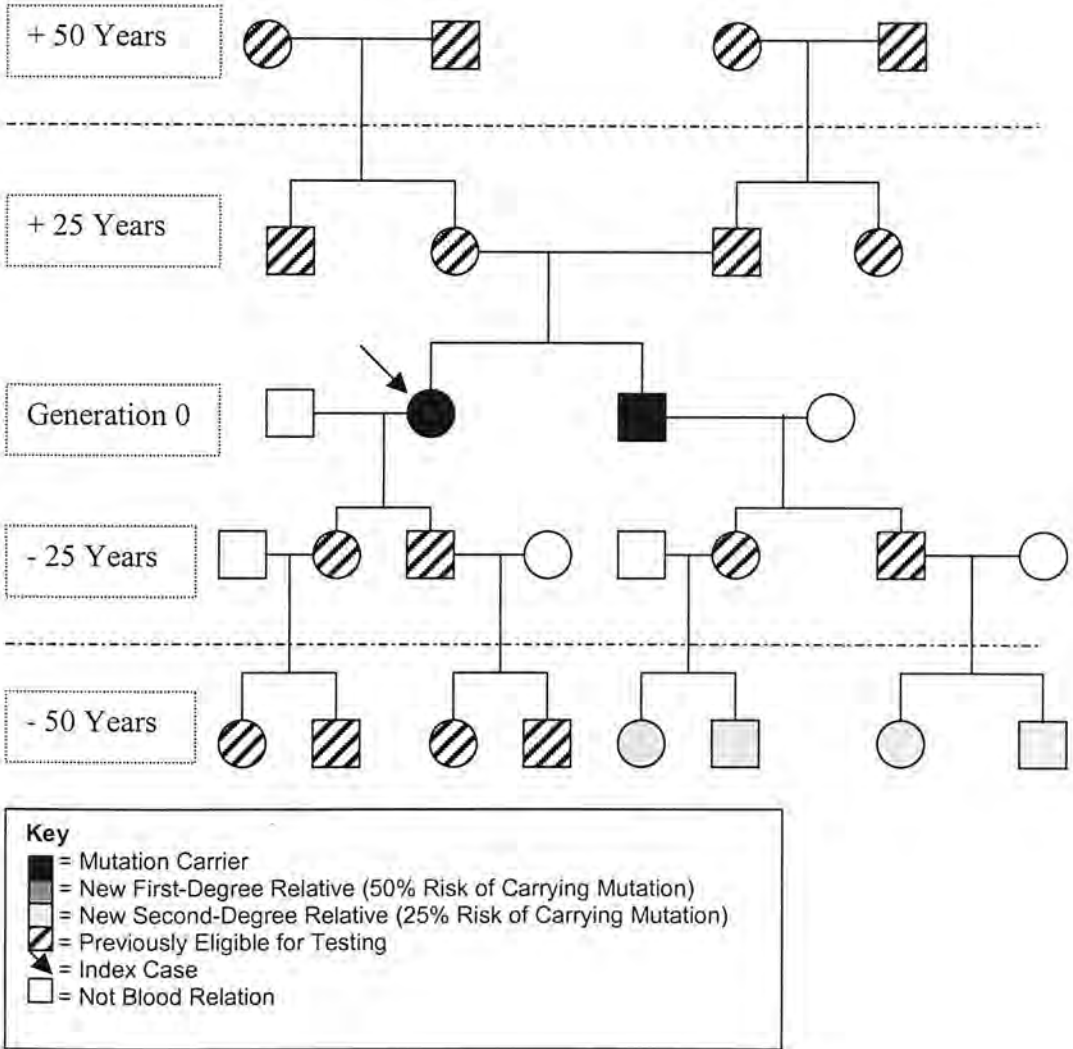 + 50 Years
+ 25 Years
Generation 0
- 25 Years
- 50 Years
Key
= Mutation Carrier
= New First-Degree Relative (50% Risk of Carrying Mutation)
= New Second-Degree Relative (25% Risk of Carrying Mutation)
= Previously Eligible for Testing
= Index Case
= Not Blood Relation